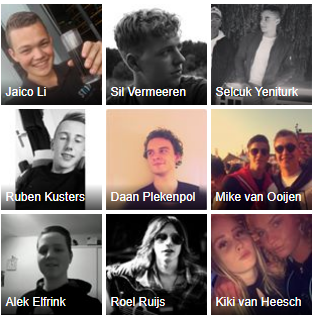 Jaico Li
Sil Vermeeren
Selcuk Yeniturk
Ruben Kusters
Daan Plekenpol
Mike van Ooijen
Alek Elfrink
Roel Ruijs
Kiki van Heesch